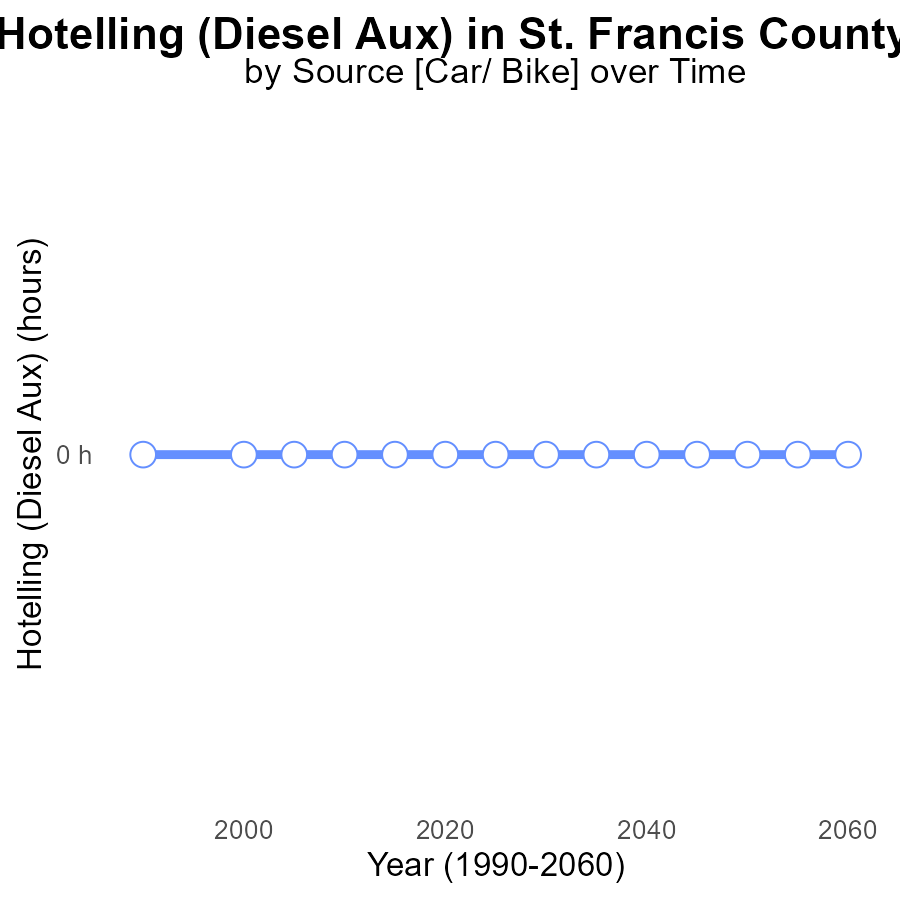 Hotelling (Diesel Aux) in St. Francis County
by Source [Car/ Bike] over Time
Hotelling (Diesel Aux) (hours)
0 h
2000 2020 2040 2060
Year (1990-2060)